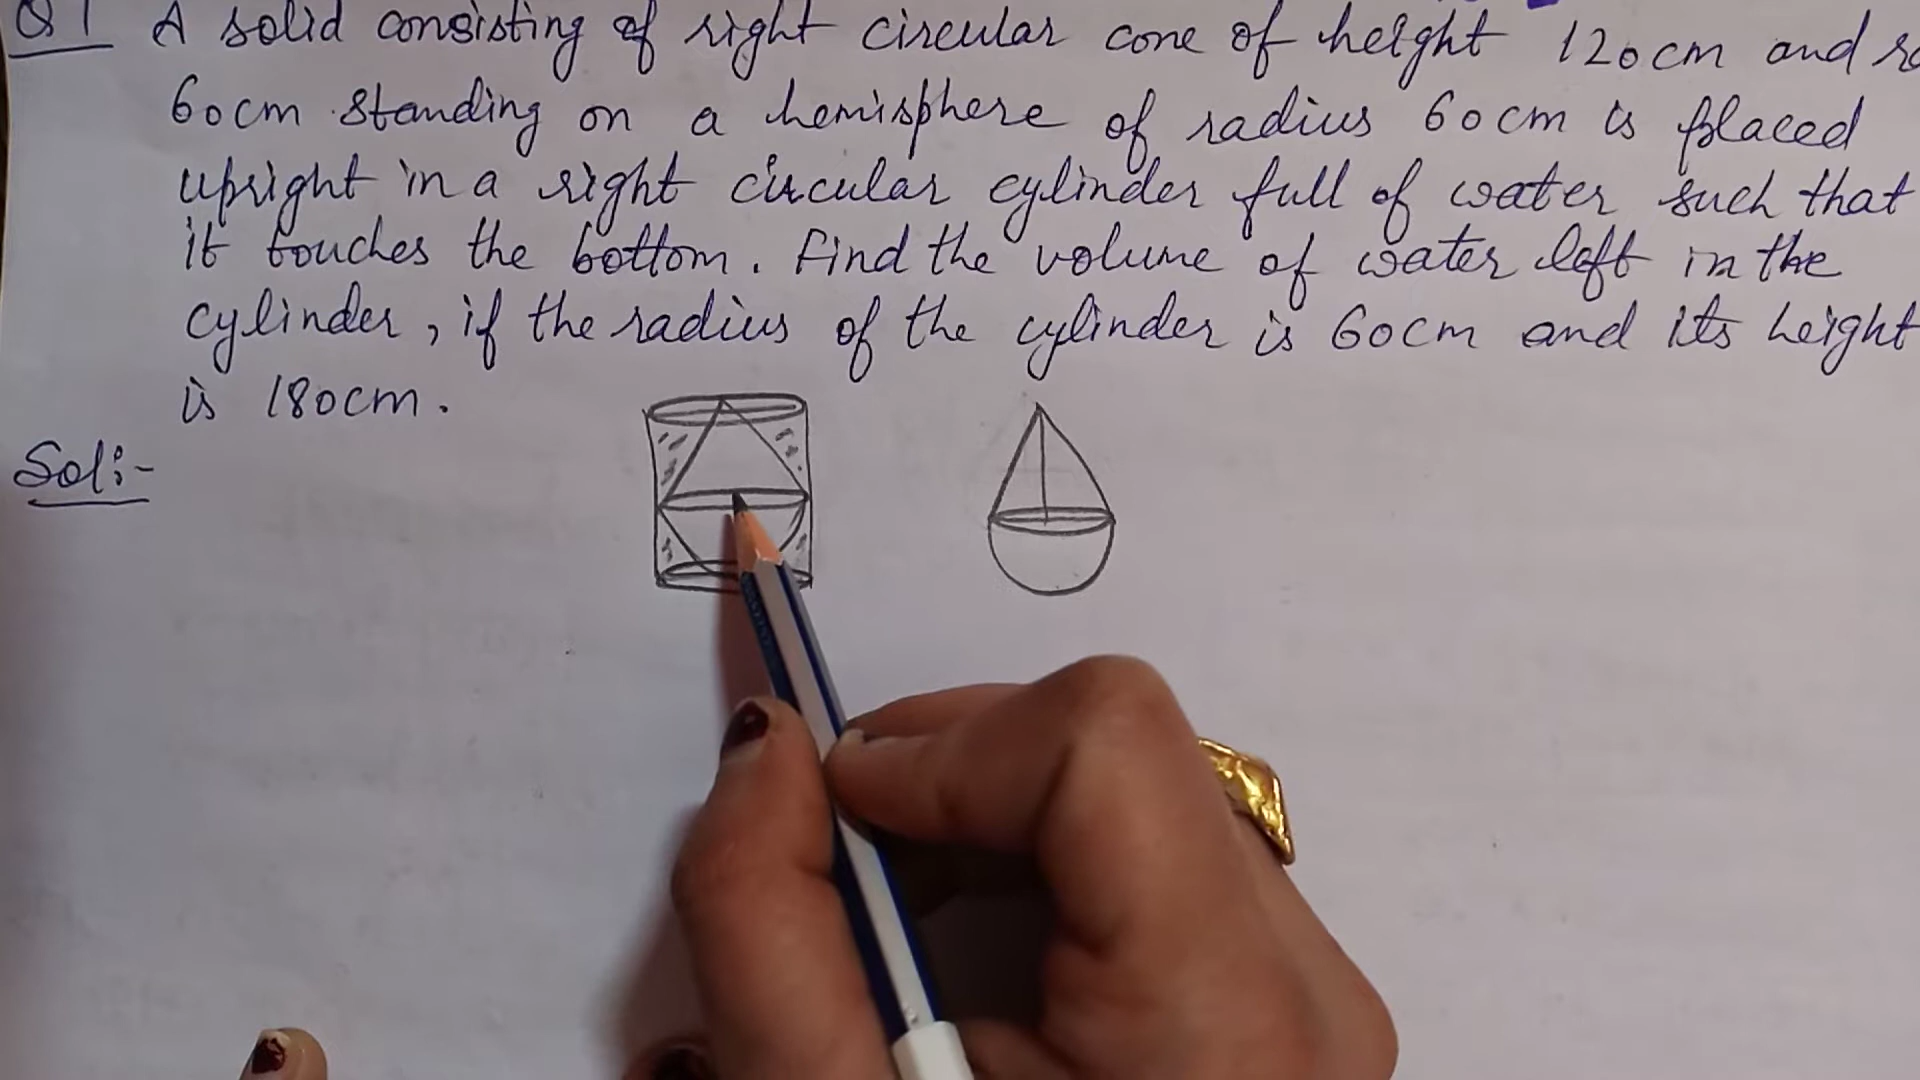 Q1 A solid consisting of right circular cone of height 120cm and
60cm standing on a hemisphere of radius 60cm is placed
upright in a right circular cylinder full of water such that
it touches the bottom. Find the volume of water left in the
cylinder, if the radius of the cylinder is 60cm and its height
is 180cm.
Sol:-